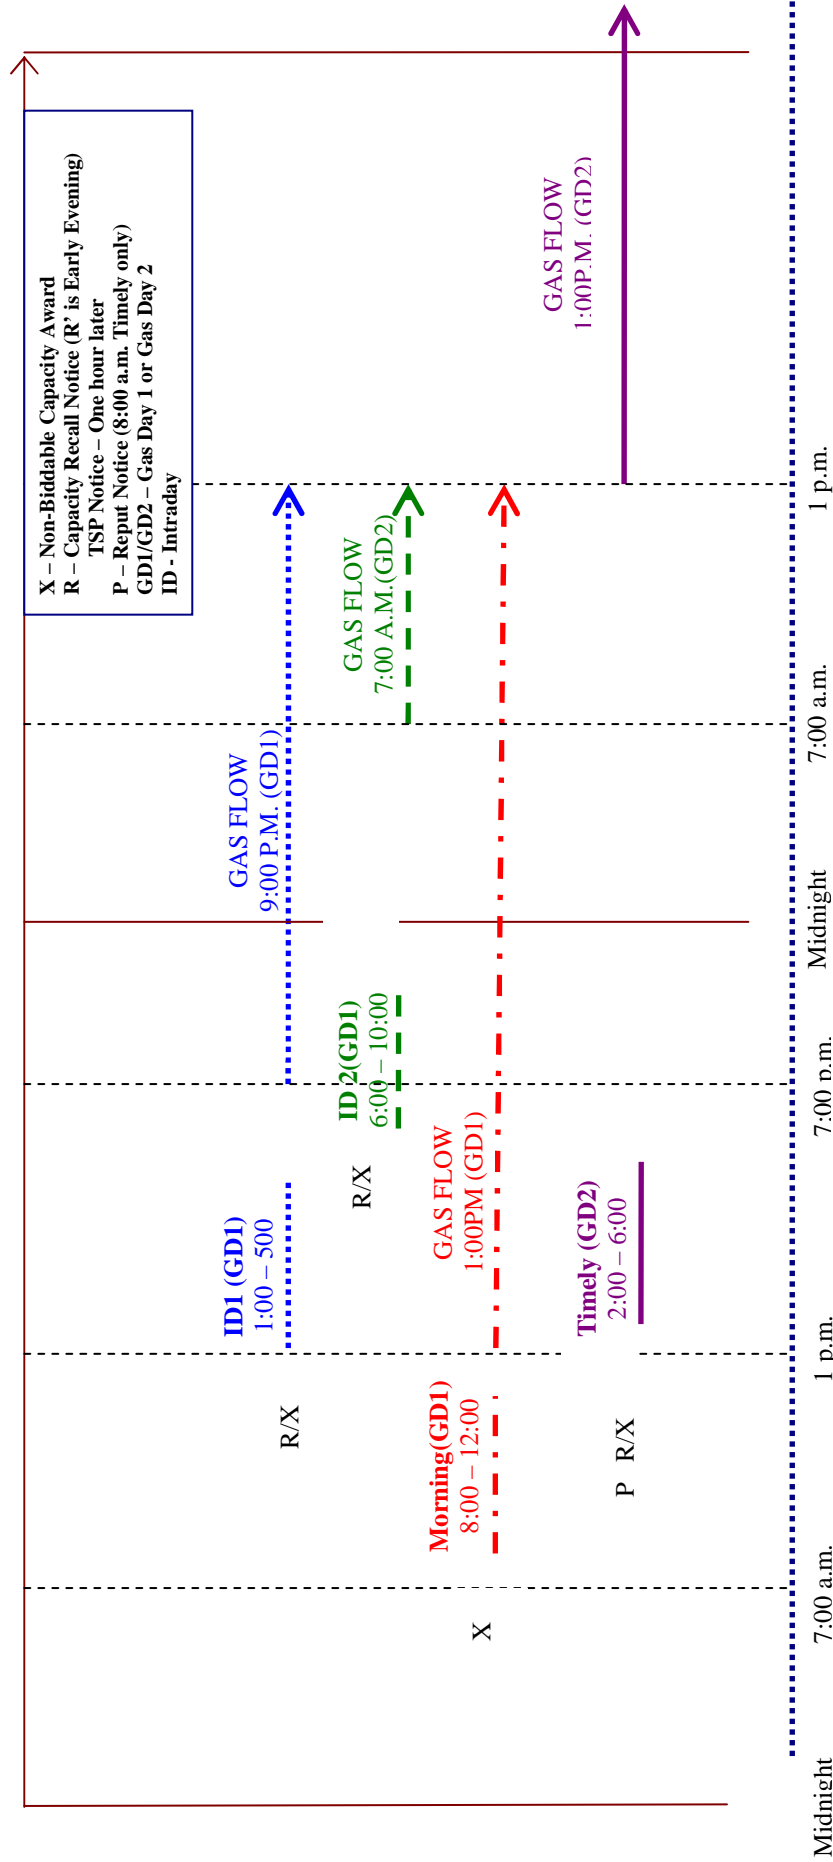 X – Non-Biddable Capacity Award
R – Capacity Recall Notice (R' is Early Evening)
TSP Notice – One hour later
P – Reput Notice (8:00 a.m. Timely only)
GD1/GD2 – Gas Day 1 or Gas Day 2
ID - Intraday
R/X
ID1 (GD1)
1:00 – 500
GAS FLOW
9:00 P.M. (GD1)
R/X
ID 2(GD1)
6:00 – 10:00
GAS FLOW
7:00 A.M.(GD2)
X
Morning(GD1)
8:00 – 12:00
GAS FLOW
1:00PM (GD1)
P R/X
Timely (GD2)
2:00 – 6:00
GAS FLOW
1:00P.M. (GD2)
Midnight
7:00 a.m.
1 p.m.
7:00 p.m.
Midnight
7:00 a.m.
1 p.m.